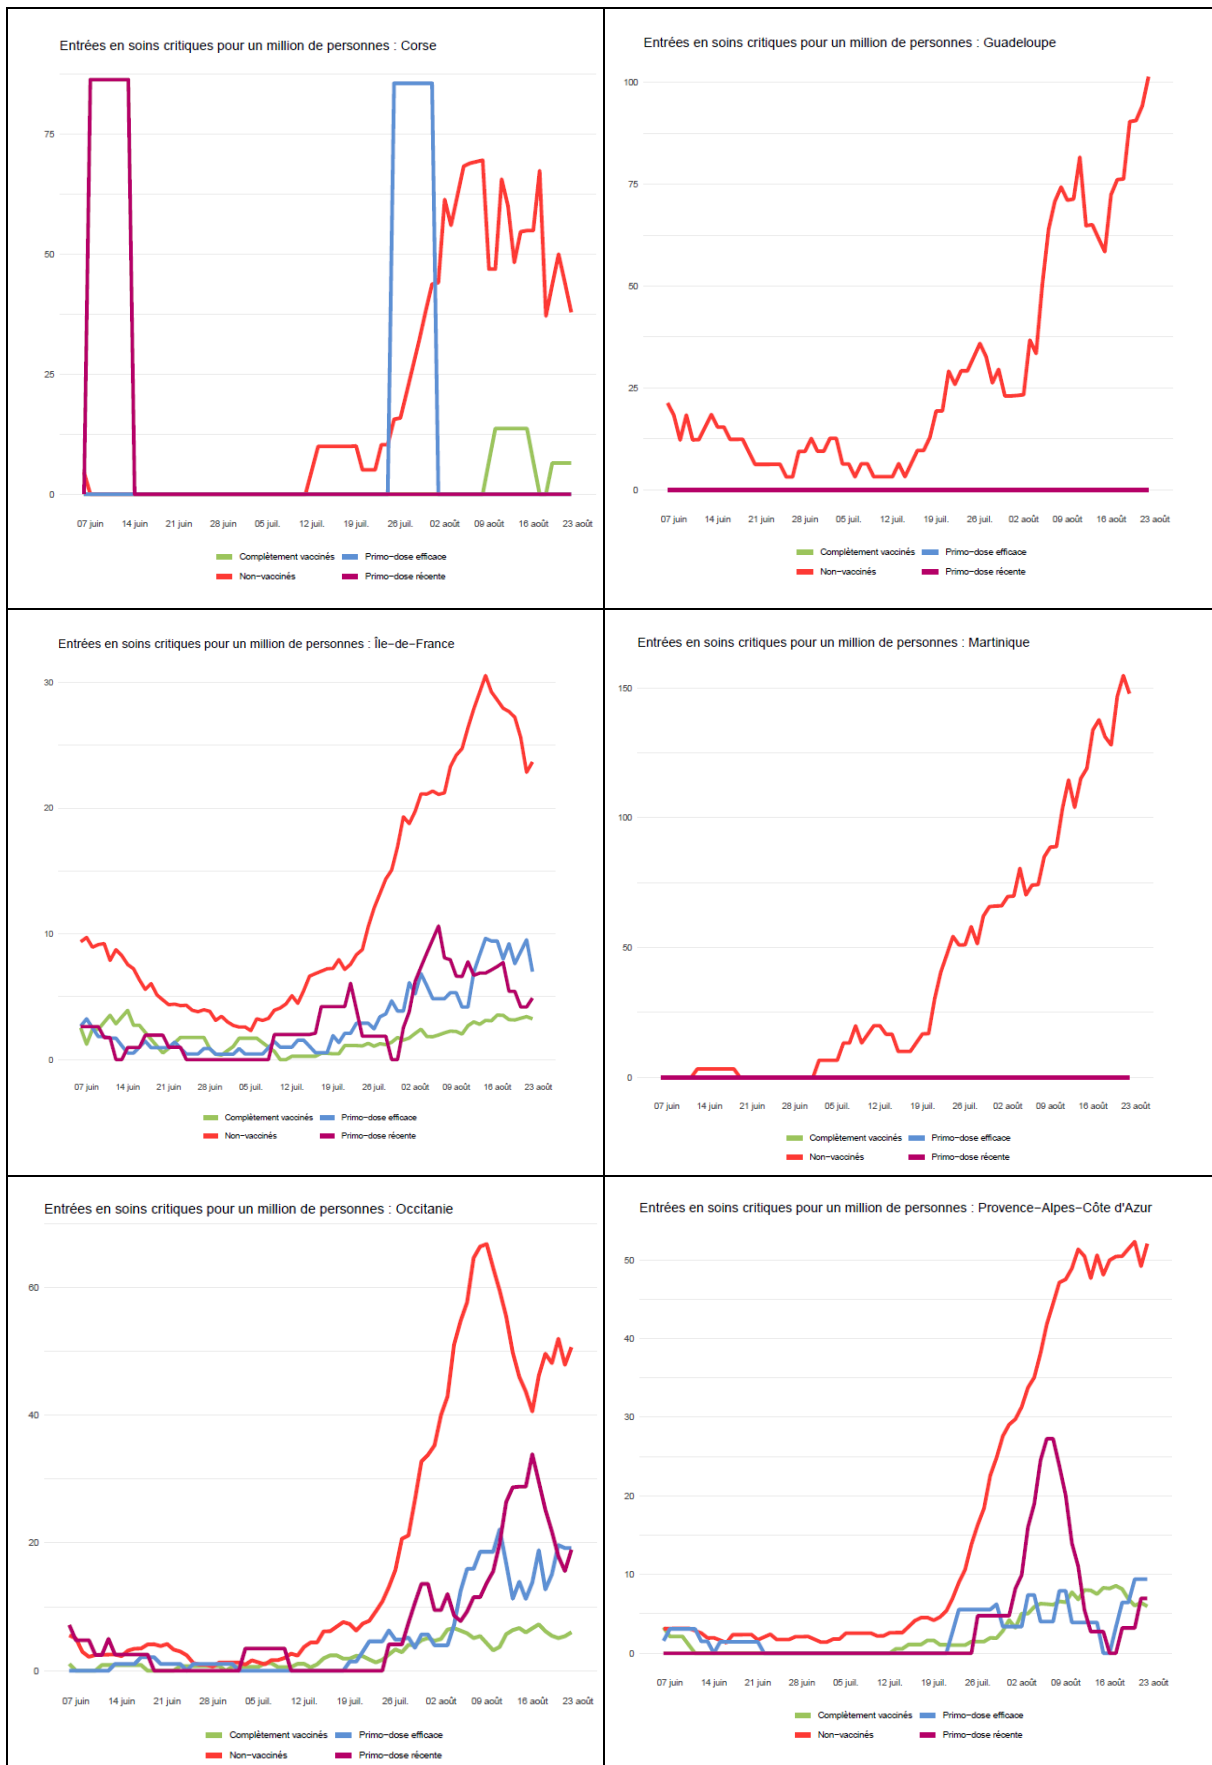 Entrées en soins critiques pour un million de personnes : Corse
75
50
25
0
07 juin 14 juin 21 juin 28 juin 05 juil. 12 juil. 19 juil. 26 juil. 02 août 09 août 16 août 23 août
Complètement vaccinés Primo−dose efficace
Non−vaccinés Primo−dose récente
Entrées en soins critiques pour un million de personnes : Guadeloupe
100
75
50
25
0
07 juin 14 juin 21 juin 28 juin 05 juil. 12 juil. 19 juil. 26 juil. 02 août 09 août 16 août 23 août
Complètement vaccinés Primo−dose efficace
Non−vaccinés Primo−dose récente
Entrées en soins critiques pour un million de personnes : Île−de−France
30
20
10
0
07 juin 14 juin 21 juin 28 juin 05 juil. 12 juil. 19 juil. 26 juil. 02 août 09 août 16 août 23 août
Complètement vaccinés Primo−dose efficace
Non−vaccinés Primo−dose récente
Entrées en soins critiques pour un million de personnes : Martinique
150
100
50
0
07 juin 14 juin 21 juin 28 juin 05 juil. 12 juil. 19 juil. 26 juil. 02 août 09 août 16 août 23 août
Complètement vaccinés Primo−dose efficace
Non−vaccinés Primo−dose récente
Entrées en soins critiques pour un million de personnes : Occitanie
60
40
20
0
07 juin 14 juin 21 juin 28 juin 05 juil. 12 juil. 19 juil. 26 juil. 02 août 09 août 16 août 23 août
Complètement vaccinés Primo−dose efficace
Non−vaccinés Primo−dose récente
Entrées en soins critiques pour un million de personnes : Provence−Alpes−Côte d'Azur
50
40
30
20
10
0
07 juin 14 juin 21 juin 28 juin 05 juil. 12 juil. 19 juil. 26 juil. 02 août 09 août 16 août 23 août
Complètement vaccinés Primo−dose efficace
Non−vaccinés Primo−dose récente